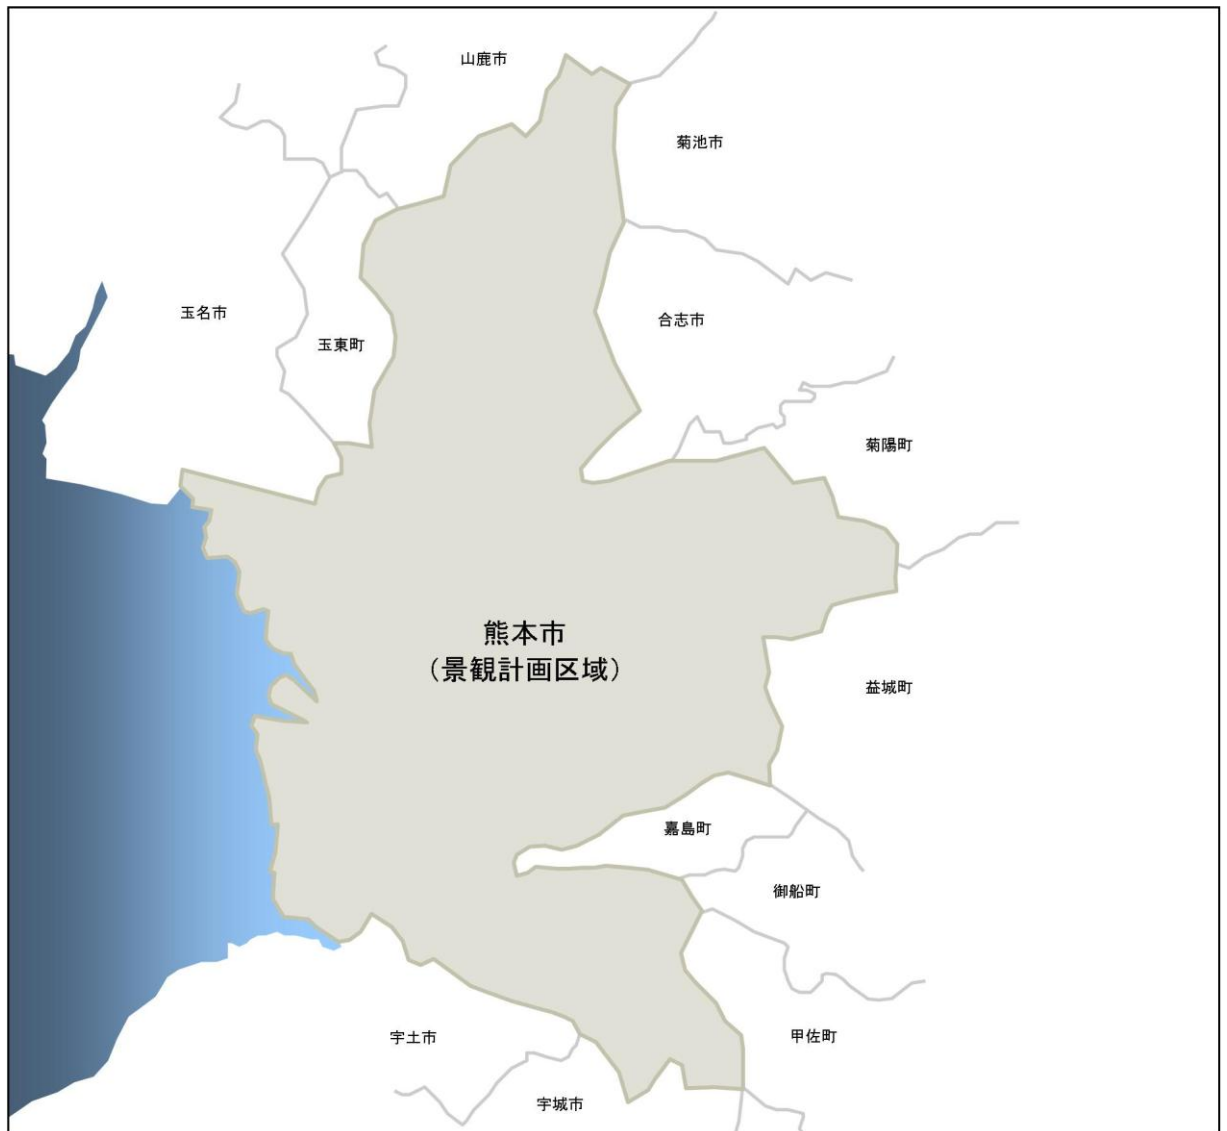 山鹿市
菊池市
玉名市
合志市
玉東町
菊陽町
熊本市
（景観計画区域）
益城町
嘉島町
御船町
宇土市
甲佐町
宇城市